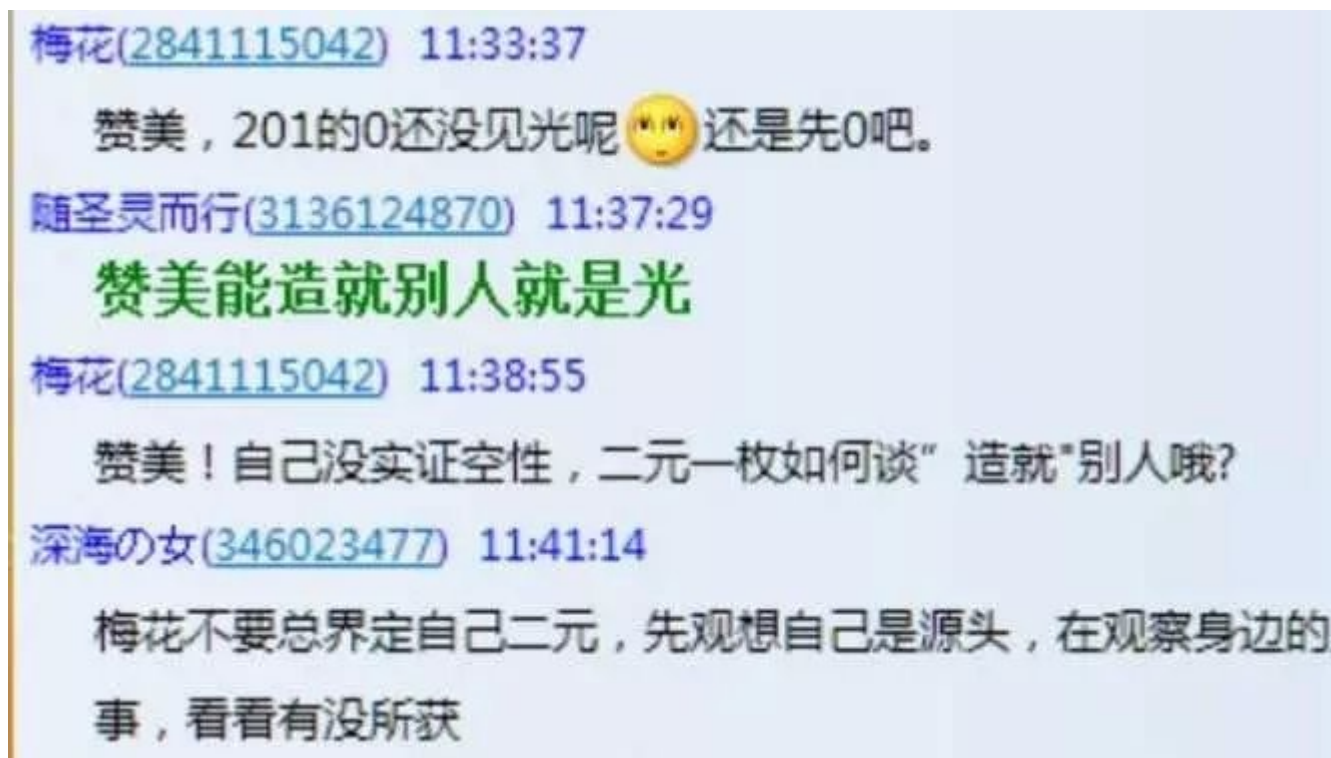 梅花(2841115042) 11:33:37
赞美，201的0还没见光呢还是先0吧。
随圣灵而行(3136124870) 11:37:29
赞美能造就别人就是光
梅花(2841115042) 11:38:55
赞美！自己没实证空性，二元一枚如何谈”造就"别人哦?
深海の女(346023477) 11:41:14
梅花不要总界定自己二元，先观想自己是源头，在观察身边的
事，看看有没所获